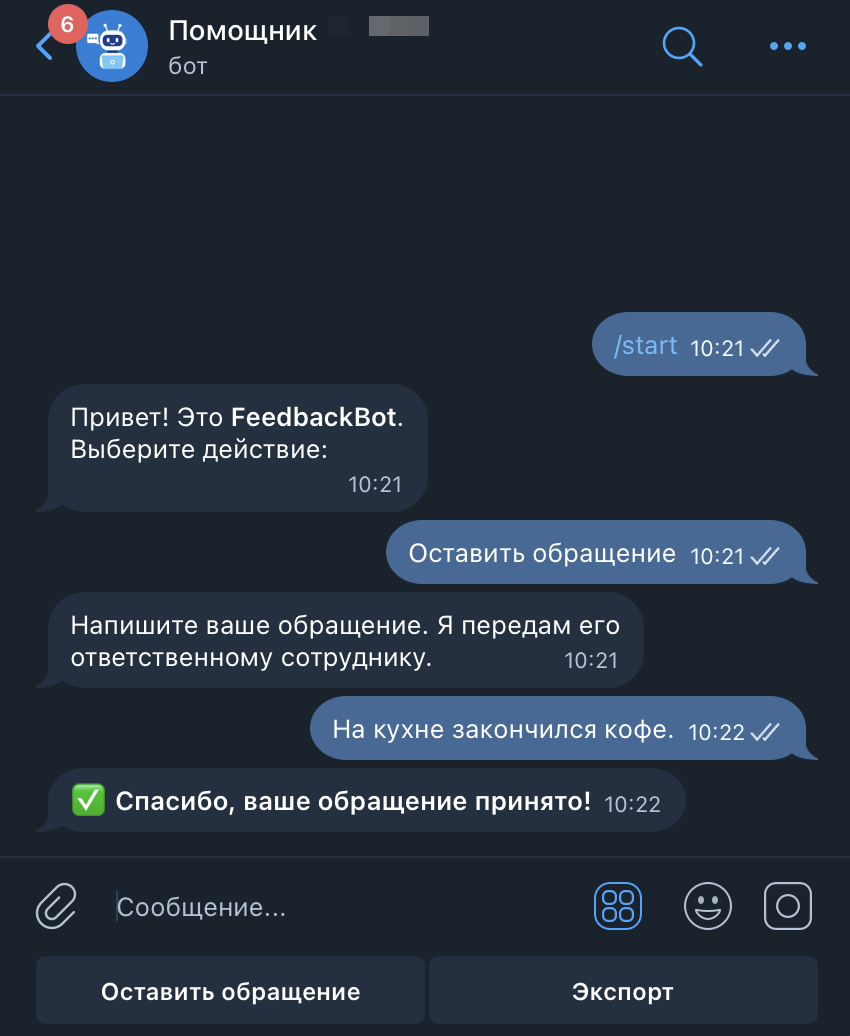 6
Помощник
бот
/start 10:21
Привет! Это FeedbackBot.
Выберите действие:
10:21
Оставить обращение 10:21
Напишите ваше обращение. Я передам его
ответственному сотруднику. 10:21
На кухне закончился кофе. 10:22
✅ Спасибо, ваше обращение принято! 10:22
Сообщение...
Оставить обращение
Экспорт